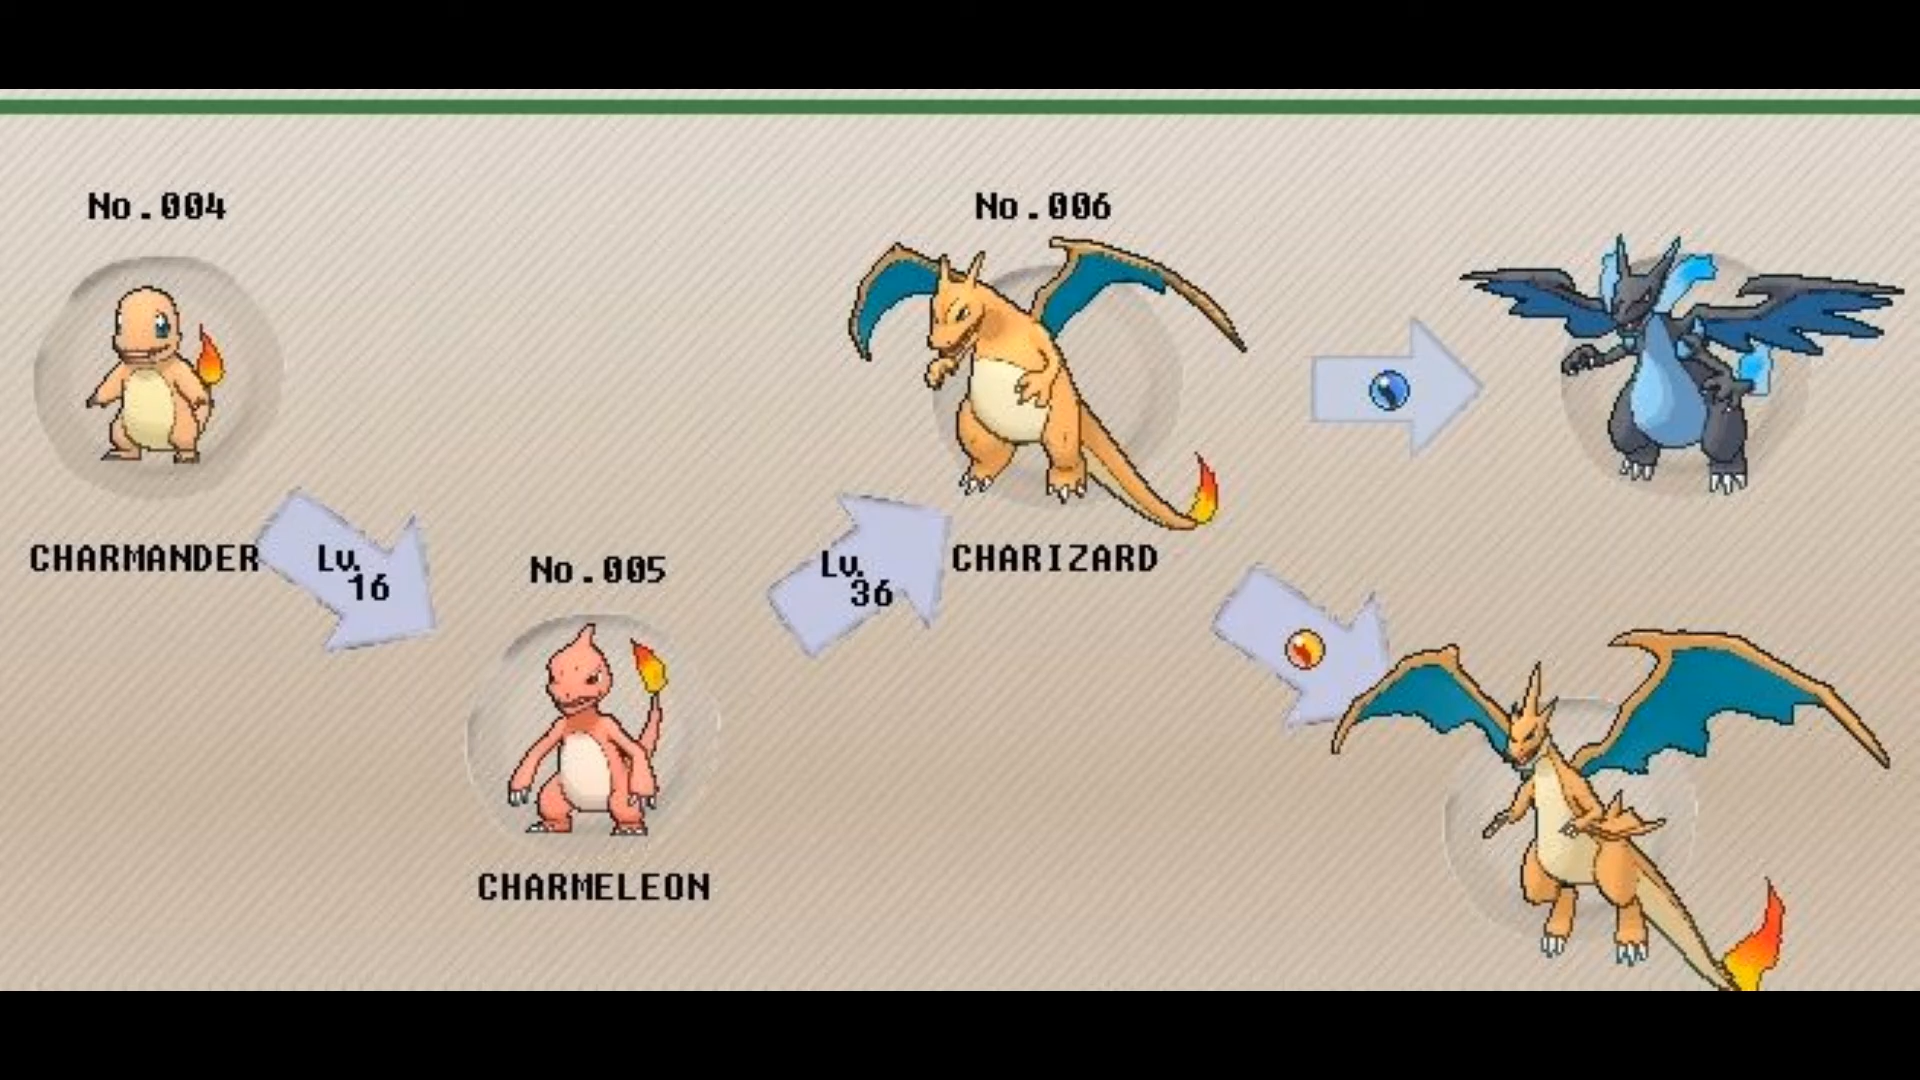 No.004
CHARMANDER
Lv.
16
No.005
CHARMELEON
Lv.
36
No.006
CHARIZARD